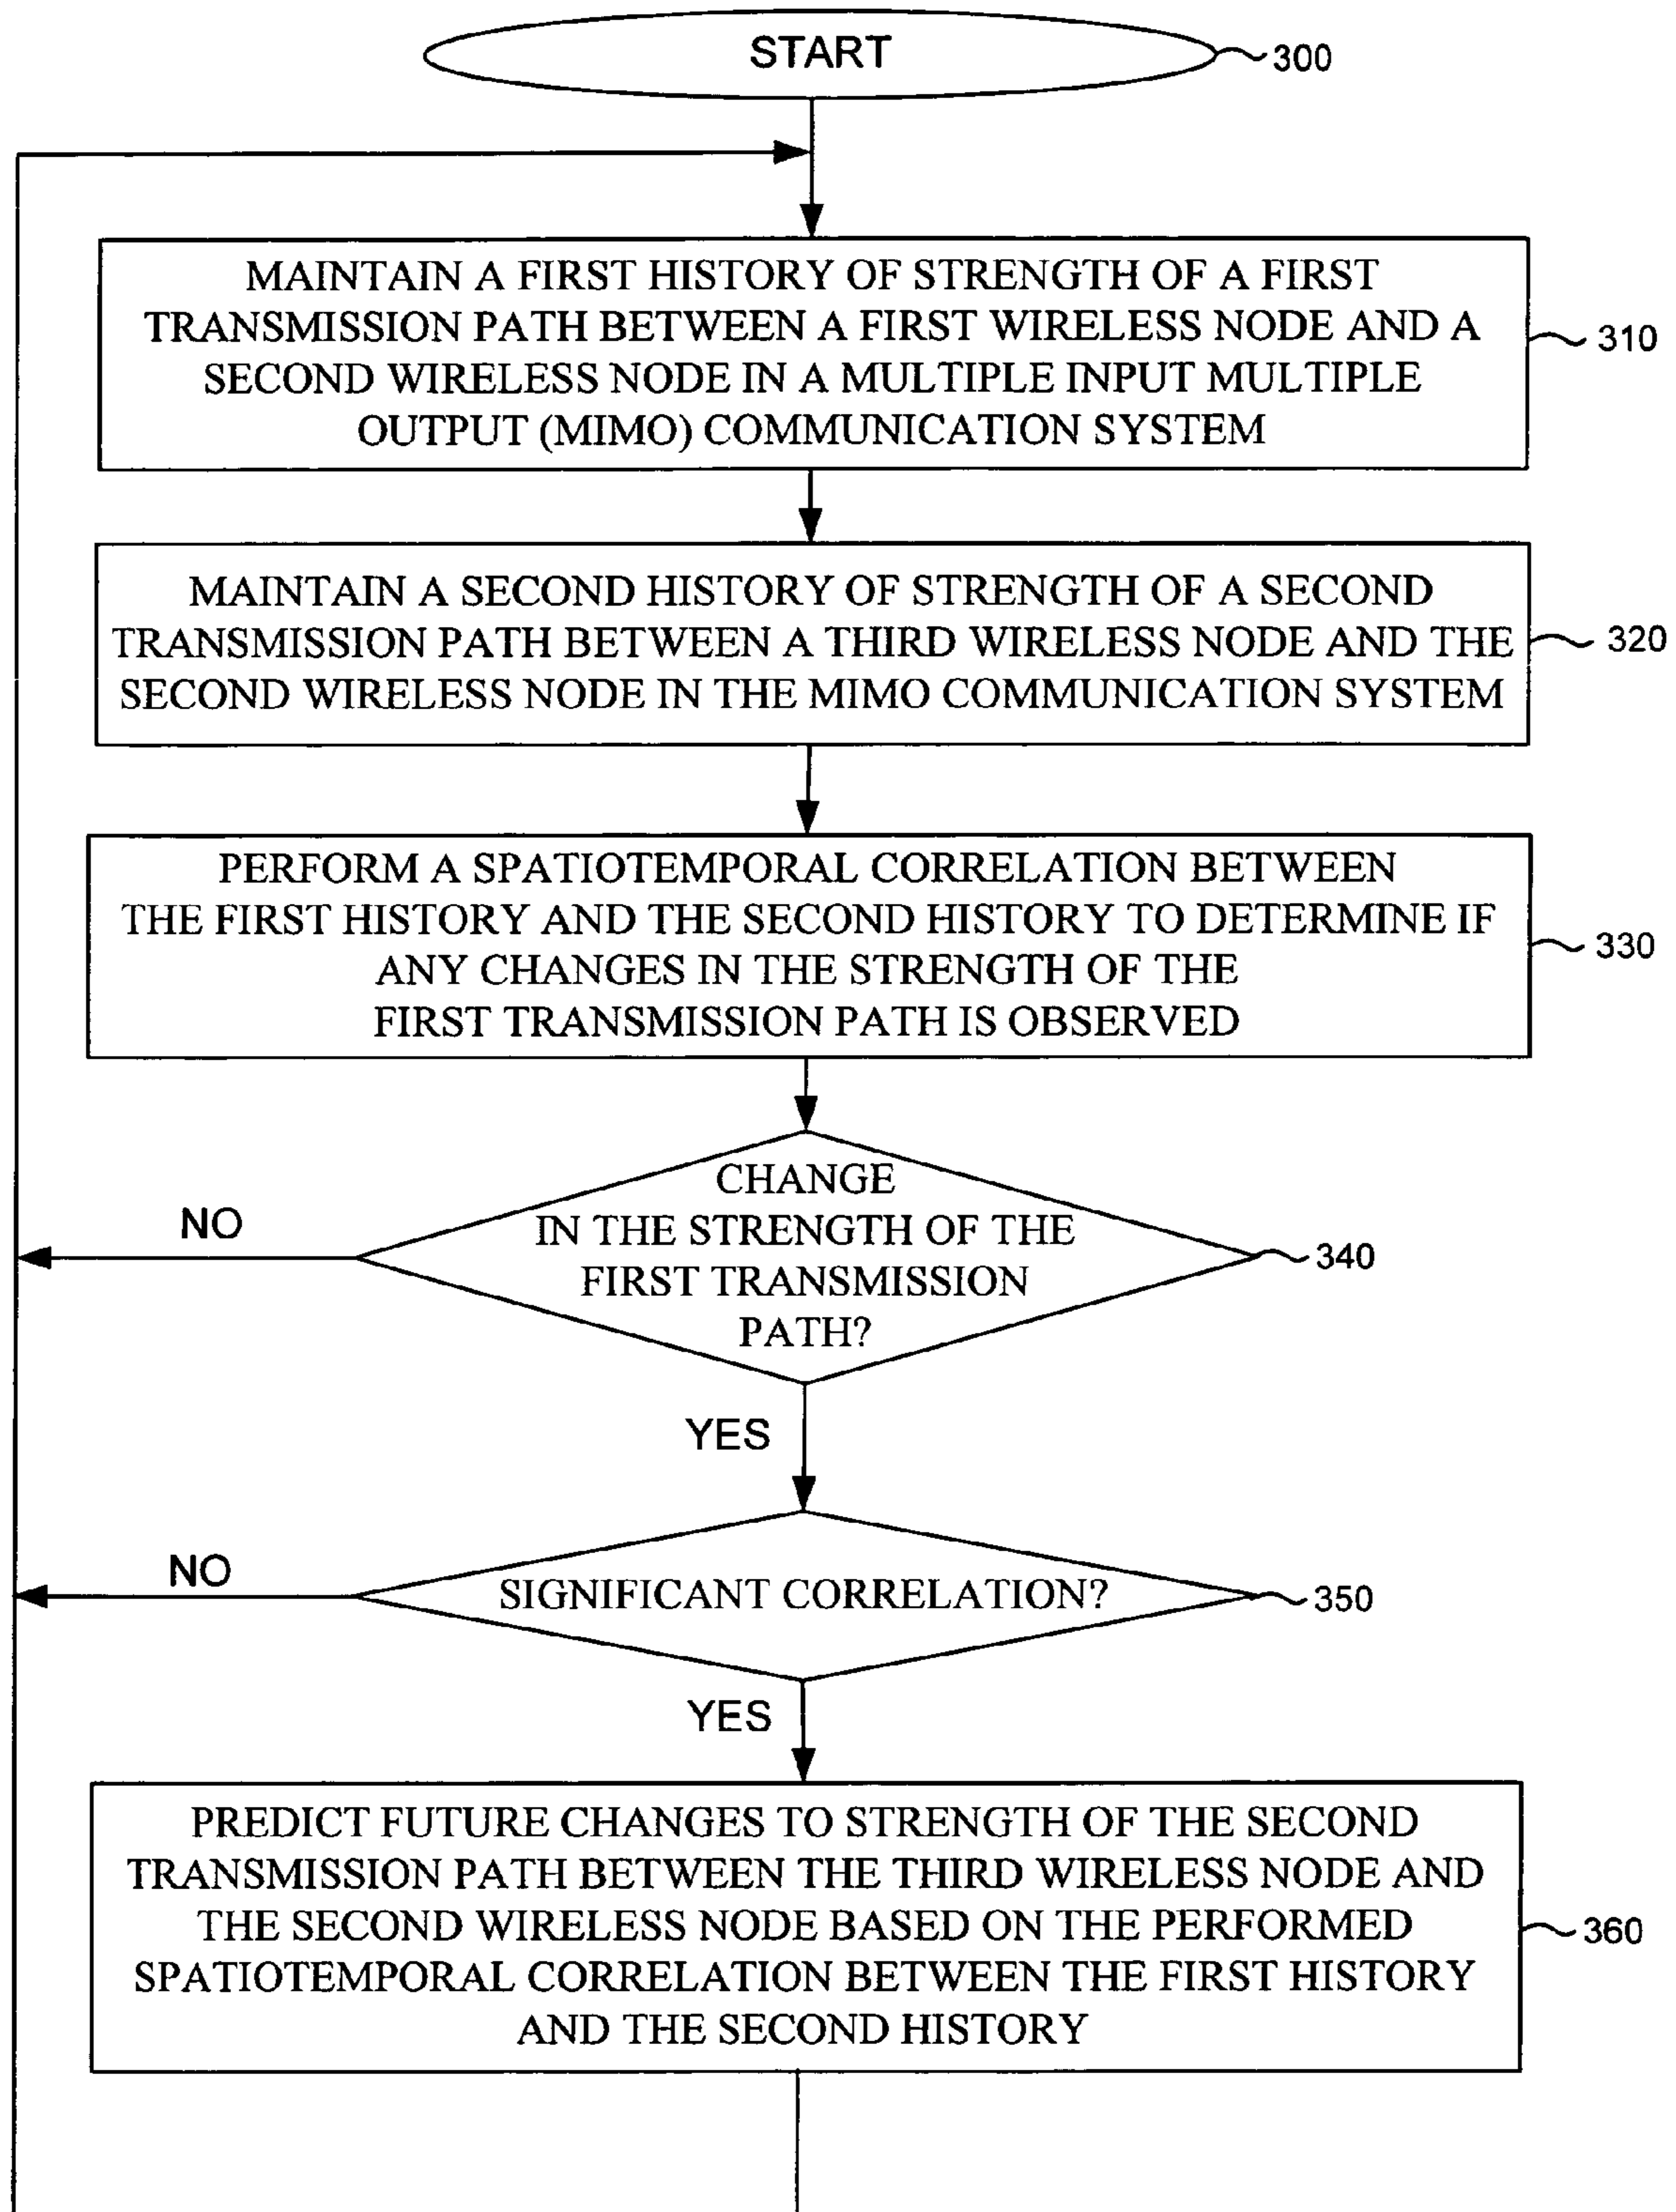 START
300
MAINTAIN A FIRST HISTORY OF STRENGTH OF A FIRST
TRANSMISSION PATH BETWEEN A FIRST WIRELESS NODE AND A
SECOND WIRELESS NODE IN A MULTIPLE INPUT MULTIPLE
OUTPUT (MIMO) COMMUNICATION SYSTEM
310
MAINTAIN A SECOND HISTORY OF STRENGTH OF A SECOND
TRANSMISSION PATH BETWEEN A THIRD WIRELESS NODE AND THE
SECOND WIRELESS NODE IN THE MIMO COMMUNICATION SYSTEM
320
PERFORM A SPATIOTEMPORAL CORRELATION BETWEEN
THE FIRST HISTORY AND THE SECOND HISTORY TO DETERMINE IF
ANY CHANGES IN THE STRENGTH OF THE
FIRST TRANSMISSION PATH IS OBSERVED
330
CHANGE
IN THE STRENGTH OF THE
FIRST TRANSMISSION
PATH?
340
NO
YES
SIGNIFICANT CORRELATION?
350
NO
YES
PREDICT FUTURE CHANGES TO STRENGTH OF THE SECOND
TRANSMISSION PATH BETWEEN THE THIRD WIRELESS NODE AND
THE SECOND WIRELESS NODE BASED ON THE PERFORMED
SPATIOTEMPORAL CORRELATION BETWEEN THE FIRST HISTORY
AND THE SECOND HISTORY
360